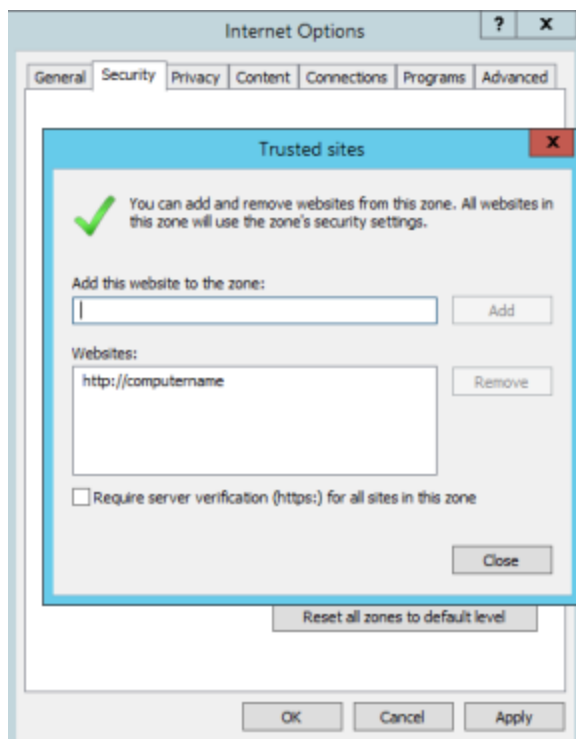 Internet Options
?
x
General Security Privacy Content Connections Programs Advanced
Trusted sites
x
You can add and remove websites from this zone. All websites in
this zone will use the zone's security settings.
Add this website to the zone:
Add
Websites:
http://computername
Remove
Require server verification (https:) for all sites in this zone
Close
Reset all zones to default level
OK Cancel Apply